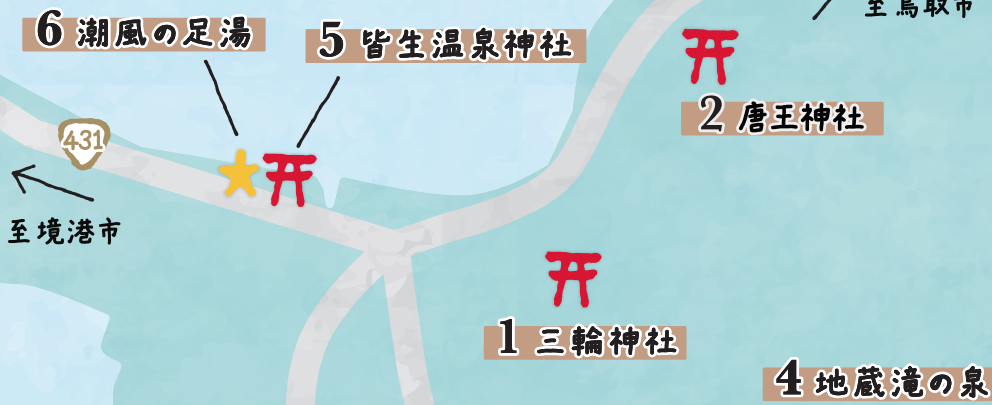 至鳥取市
6 潮風の足湯
5 皆生温泉神社
2 唐王神社
431
至境港市
1 三輪神社
4 地蔵滝の泉